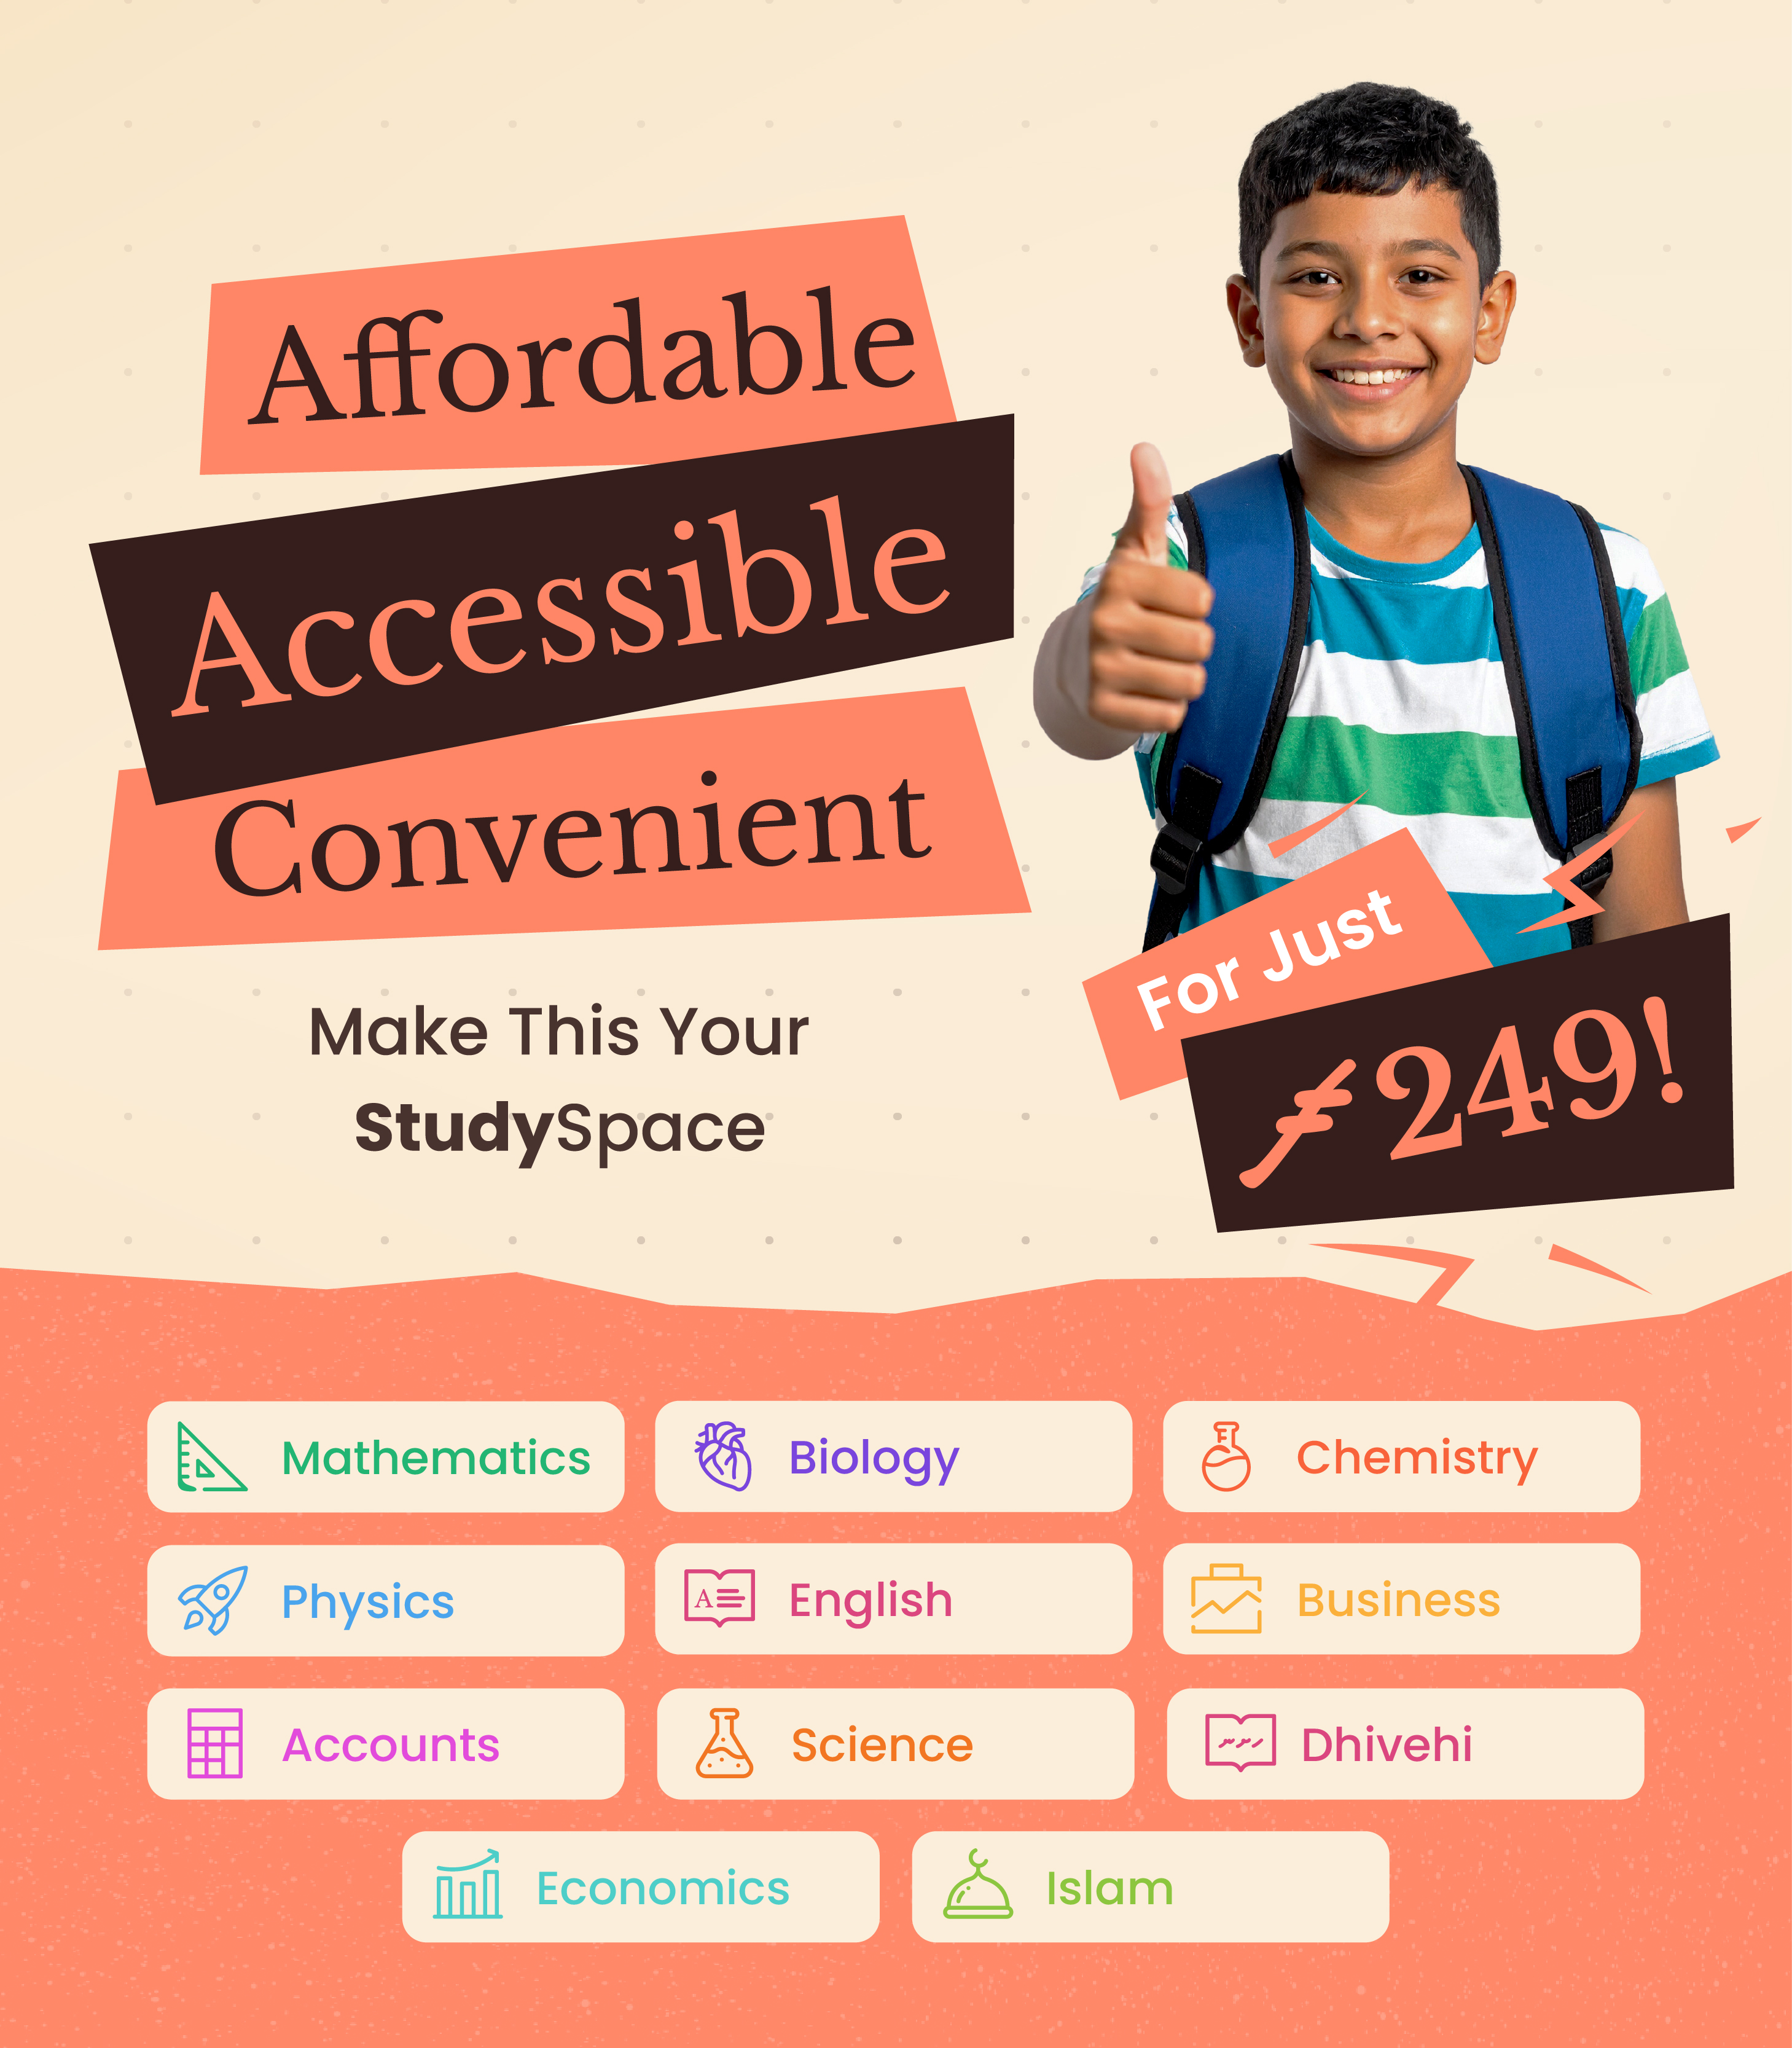 Affordable
Accessible
Convenient
Make This Your
StudySpace
For Just
249!
Mathematics
Biology
Chemistry
Physics
English
Business
Accounts
Science
Dhivehi
Economics
Islam